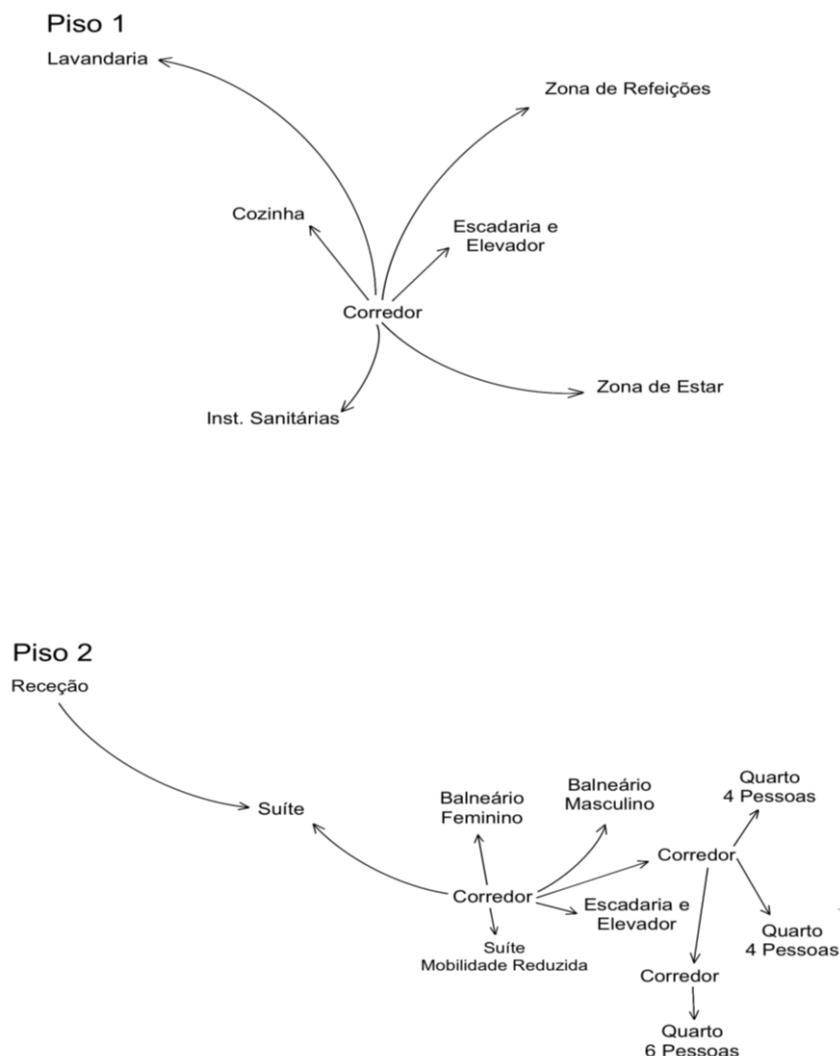 Piso 1
Lavandaria
Zona de Refeições
Cozinha
Escadaria e
Elevador
Corredor
Zona de Estar
Inst. Sanitárias
Piso 2
Receção
Suíte
Balneário
Feminino
Balneário
Masculino
Quarto
4 Pessoas
Corredor
Corredor
Escadaria e
Elevador
Suíte
Mobilidade Reduzida
Quarto
4 Pessoas
Corredor
Quarto
6 Pessoas